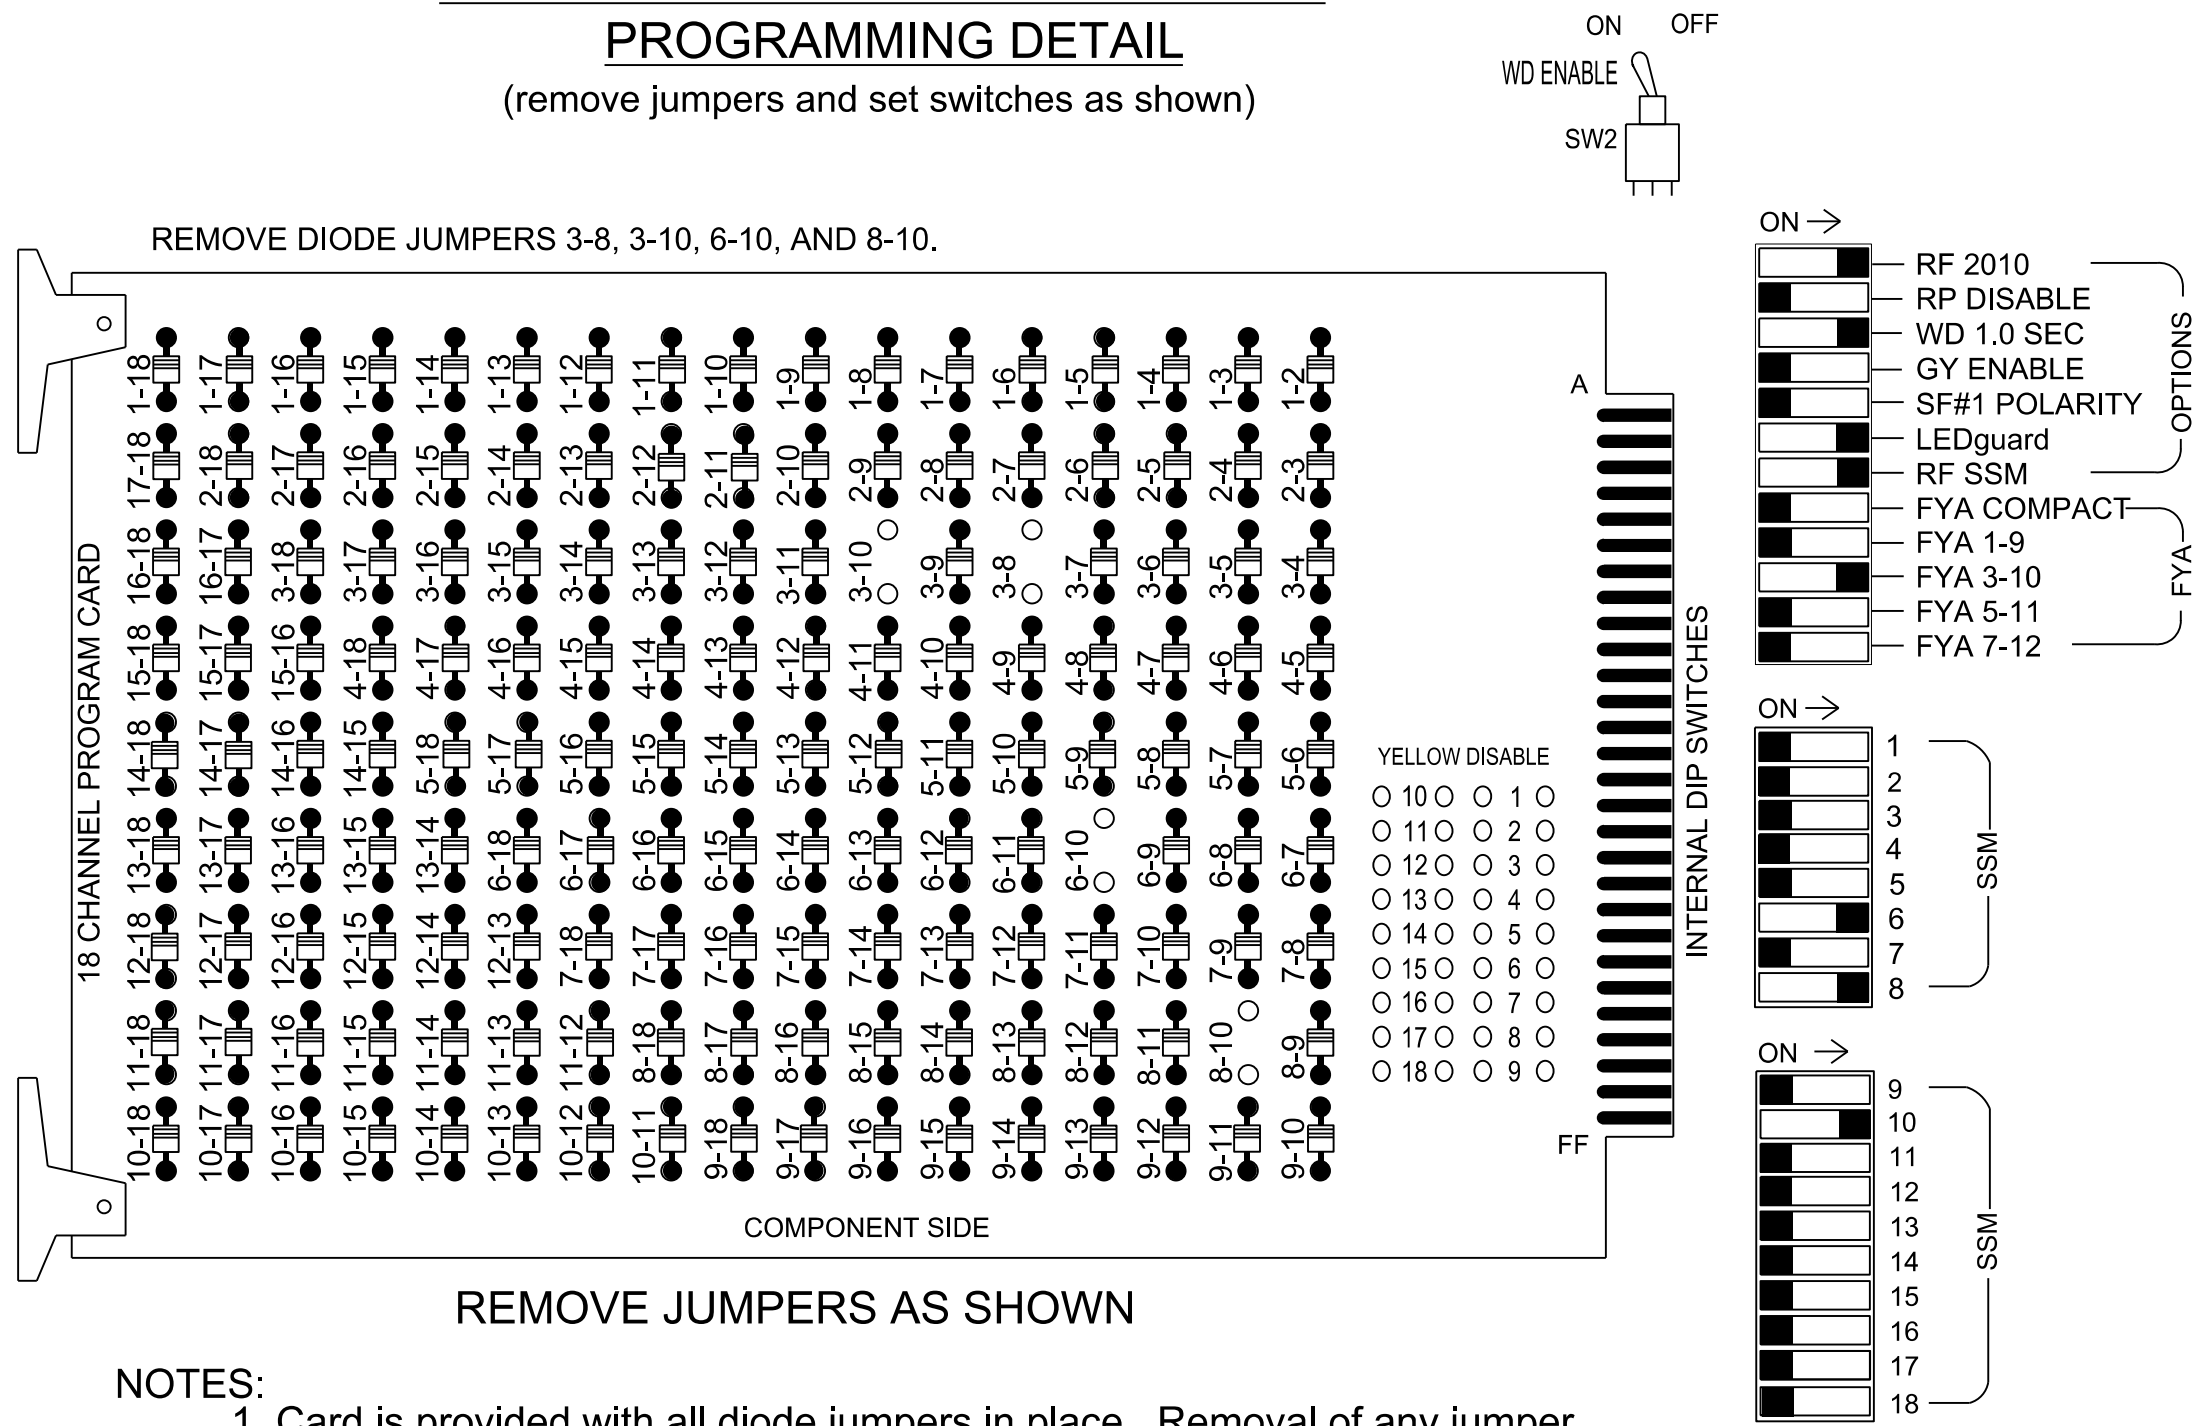 PROGRAMMING DETAIL
(remove jumpers and set switches as shown)
ON OFF
WD ENABLE
SW2
REMOVE DIODE JUMPERS 3-8, 3-10, 6-10, AND 8-10.
18 CHANNEL PROGRAM CARD
1-18 1-17 1-16 1-15 1-14 1-13 1-12 1-11 1-10 1-9 1-8 1-7 1-6 1-5 1-4 1-3 1-2
17-18 2-18 2-17 2-16 2-15 2-14 2-13 2-12 2-11 2-10 2-9 2-8 2-7 2-6 2-5 2-4 2-3
16-18 16-17 3-18 3-17 3-16 3-15 3-14 3-13 3-12 3-11 3-10 3-9 3-8 3-7 3-6 3-5 3-4
15-18 15-17 15-16 4-18 4-17 4-16 4-15 4-14 4-13 4-12 4-11 4-10 4-9 4-8 4-7 4-6 4-5
14-18 14-17 14-16 14-15 5-18 5-17 5-16 5-15 5-14 5-13 5-12 5-11 5-10 5-9 5-8 5-7 5-6
13-18 13-17 13-16 13-15 13-14 6-18 6-17 6-16 6-15 6-14 6-13 6-12 6-11 6-10 6-9 6-8 6-7
12-18 12-17 12-16 12-15 12-14 12-13 7-18 7-17 7-16 7-15 7-14 7-13 7-12 7-11 7-10 7-9 7-8
11-18 11-17 11-16 11-15 11-14 11-13 11-12 8-18 8-17 8-16 8-15 8-14 8-13 8-12 8-11 8-10 8-9
10-18 10-17 10-16 10-15 10-14 10-13 10-12 10-11 9-18 9-17 9-16 9-15 9-14 9-13 9-12 9-11 9-10
YELLOW DISABLE
10 1
11 2
12 3
13 4
14 5
15 6
16 7
17 8
18 9
A
FF
COMPONENT SIDE
INTERNAL DIP SWITCHES
ON
RF 2010
RP DISABLE
WD 1.0 SEC
GY ENABLE
SF#1 POLARITY
LEDguard
RF SSM
OPTIONS
FYA COMPACT
FYA 1-9
FYA 3-10
FYA 5-11
FYA 7-12
FYA
ON
1
2
3
4
5
6
7
8
SSM
ON
9
10
11
12
13
14
15
16
17
18
SSM
REMOVE JUMPERS AS SHOWN
NOTES:
1. Card is provided with all diode jumpers in place. Removal of any jumper